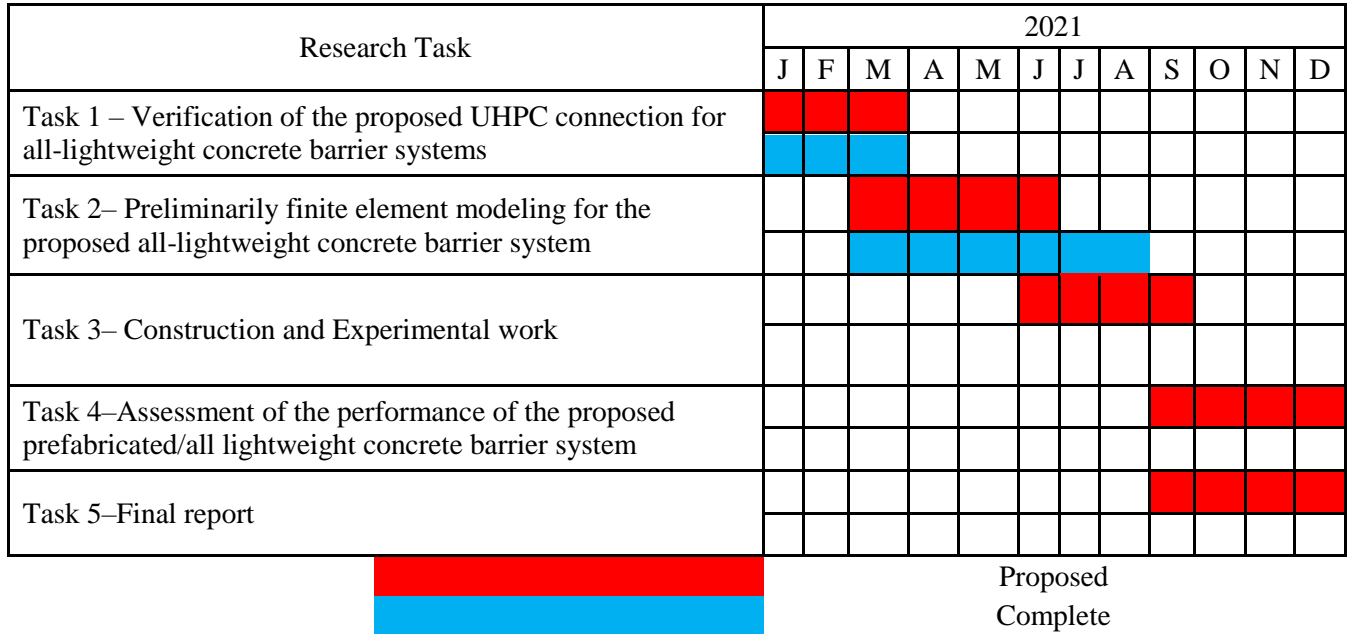 Research Task
2021
J F M A M J J A S O N D
Task 1 – Verification of the proposed UHPC connection for
all-lightweight concrete barrier systems
Task 2– Preliminarily finite element modeling for the
proposed all-lightweight concrete barrier system
Task 3– Construction and Experimental work
Task 4–Assessment of the performance of the proposed
prefabricated/all lightweight concrete barrier system
Task 5–Final report
Proposed
Complete